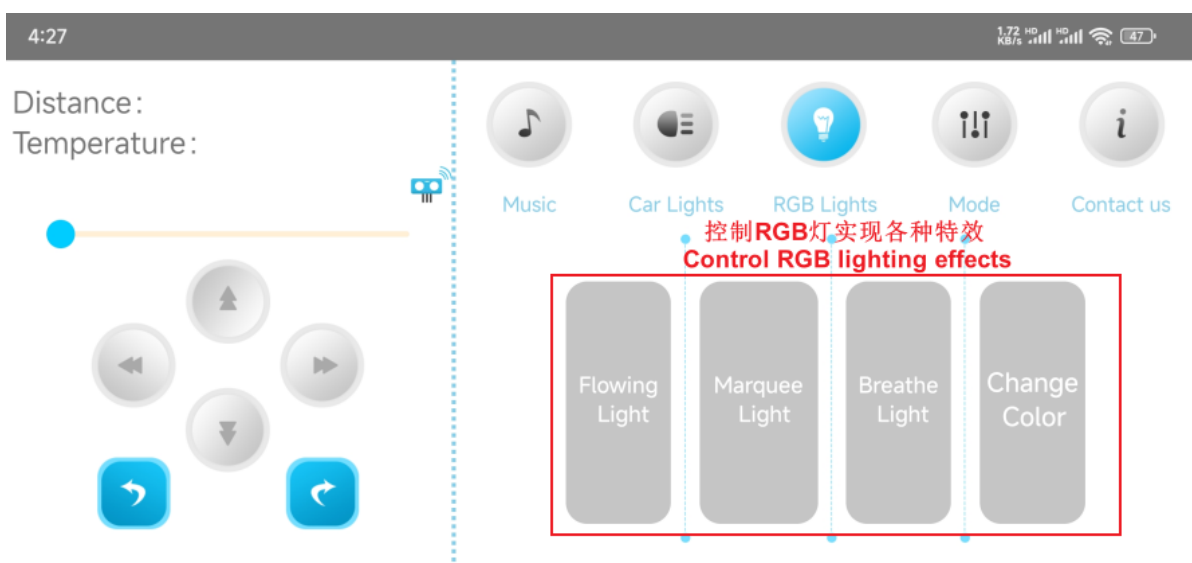 4:27
1.72 KB/s HD HD 47
Distance:
Temperature:
Music
Car Lights
RGB Lights
Mode
Contact us
控制RGB灯实现各种特效
Control RGB lighting effects
Flowing
Light
Marquee
Light
Breathe
Light
Change
Color